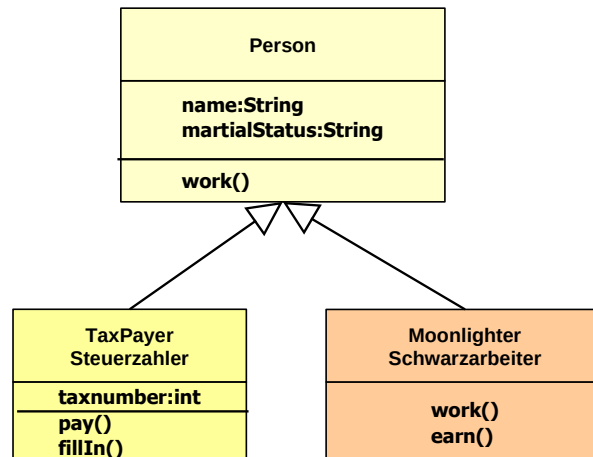 Person
name:String
martialStatus:String
work()
TaxPayer
Steuerzahler
taxnumber:int
pay()
fillIn()
Moonlighter
Schwarzarbeiter
work()
earn()